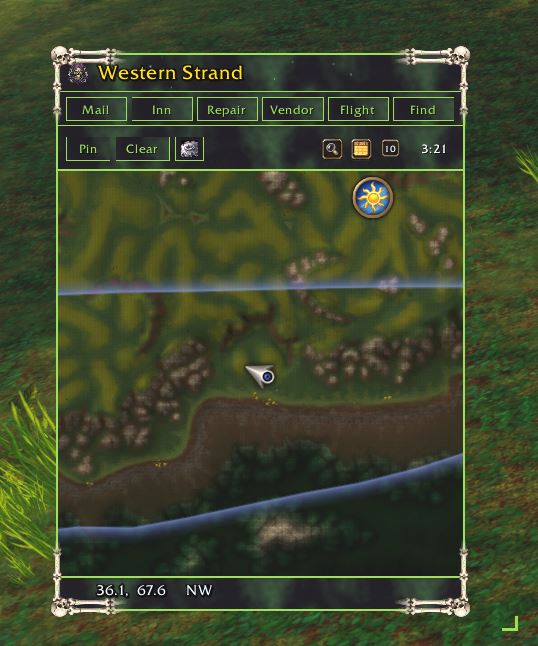 Western Strand
Mail Inn Repair Vendor Flight Find
Pin Clear 10 3:21
36.1, 67.6 NW